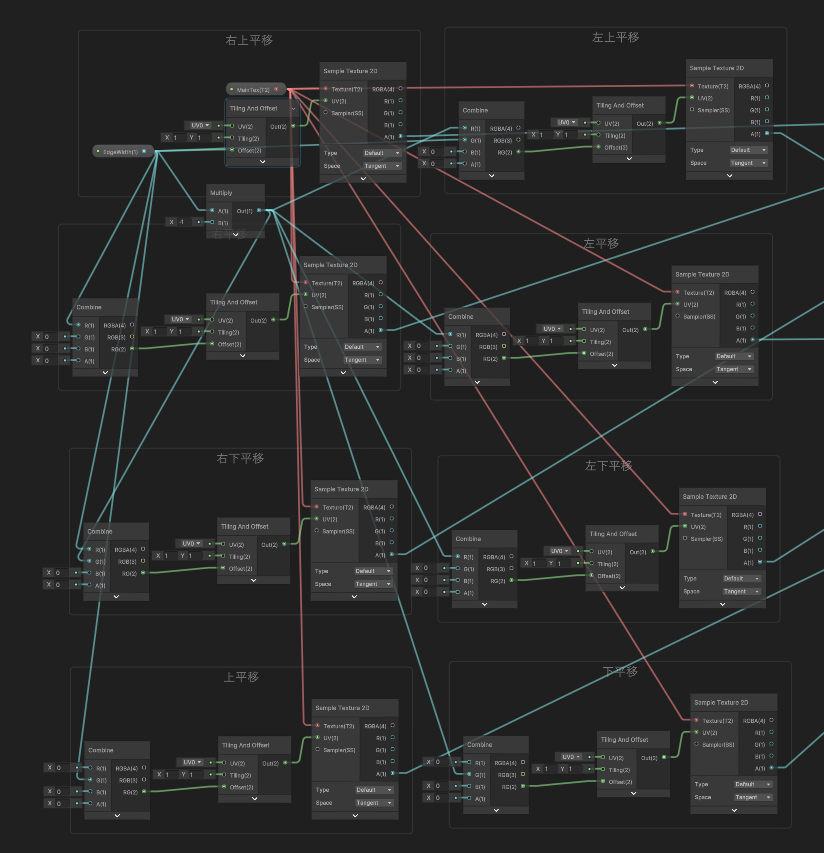 右上平移
MainTex(T2)
Tiling And Offset
UV0
UV(2)
Out(2)
X 1 Y 1
Tiling(2)
Offset(2)
EdgeWidth(1)
Sample Texture 2D
Texture(T2)
RGBA(4)
UV(2)
R(1)
Sampler(SS)
G(1)
B(1)
A(1)
Type
Default
Space
Tangent
左上平移
Combine
R(1)
RGBA(4)
G(1)
RGB(3)
X 0
B(1)
RG(2)
X 0
A(1)
Tiling And Offset
UV0
UV(2)
Out(2)
X 1 Y 1
Tiling(2)
Offset(2)
Sample Texture 2D
Texture(T2)
RGBA(4)
UV(2)
R(1)
Sampler(SS)
G(1)
B(1)
A(1)
Type
Default
Space
Tangent
Multiply
A(1)
Out(1)
X -1
B(1)
Combine
R(1)
RGBA(4)
X 0
G(1)
RGB(3)
X 0
B(1)
RG(2)
X 0
A(1)
Tiling And Offset
UV0
UV(2)
Out(2)
X 1 Y 1
Tiling(2)
Offset(2)
Sample Texture 2D
Texture(T2)
RGBA(4)
UV(2)
R(1)
Sampler(SS)
G(1)
B(1)
A(1)
Type
Default
Space
Tangent
左平移
Combine
R(1)
RGBA(4)
X 0
G(1)
RGB(3)
X 0
B(1)
RG(2)
X 0
A(1)
Tiling And Offset
UV0
UV(2)
Out(2)
X 1 Y 1
Tiling(2)
Offset(2)
Sample Texture 2D
Texture(T2)
RGBA(4)
UV(2)
R(1)
Sampler(SS)
G(1)
B(1)
A(1)
Type
Default
Space
Tangent
右下平移
Combine
R(1)
RGBA(4)
G(1)
RGB(3)
X 0
B(1)
RG(2)
X 0
A(1)
Tiling And Offset
UV0
UV(2)
Out(2)
X 1 Y 1
Tiling(2)
Offset(2)
Sample Texture 2D
Texture(T2)
RGBA(4)
UV(2)
R(1)
Sampler(SS)
G(1)
B(1)
A(1)
Type
Default
Space
Tangent
左下平移
Combine
R(1)
RGBA(4)
X 0
G(1)
RGB(3)
X 0
B(1)
RG(2)
X 0
A(1)
Tiling And Offset
UV0
UV(2)
Out(2)
X 1 Y 1
Tiling(2)
Offset(2)
Sample Texture 2D
Texture(T2)
RGBA(4)
UV(2)
R(1)
Sampler(SS)
G(1)
B(1)
A(1)
Type
Default
Space
Tangent
上平移
Combine
X 0
R(1)
RGBA(4)
G(1)
RGB(3)
X 0
B(1)
RG(2)
X 0
A(1)
Tiling And Offset
UV0
UV(2)
Out(2)
X 1 Y 1
Tiling(2)
Offset(2)
Sample Texture 2D
Texture(T2)
RGBA(4)
UV(2)
R(1)
Sampler(SS)
G(1)
B(1)
A(1)
Type
Default
Space
Tangent
下平移
Combine
X 0
R(1)
RGBA(4)
G(1)
RGB(3)
X 0
B(1)
RG(2)
X 0
A(1)
Tiling And Offset
UV0
UV(2)
Out(2)
X 1 Y 1
Tiling(2)
Offset(2)
Sample Texture 2D
Texture(T2)
RGBA(4)
UV(2)
R(1)
Sampler(SS)
G(1)
B(1)
A(1)
Type
Default
Space
Tangent